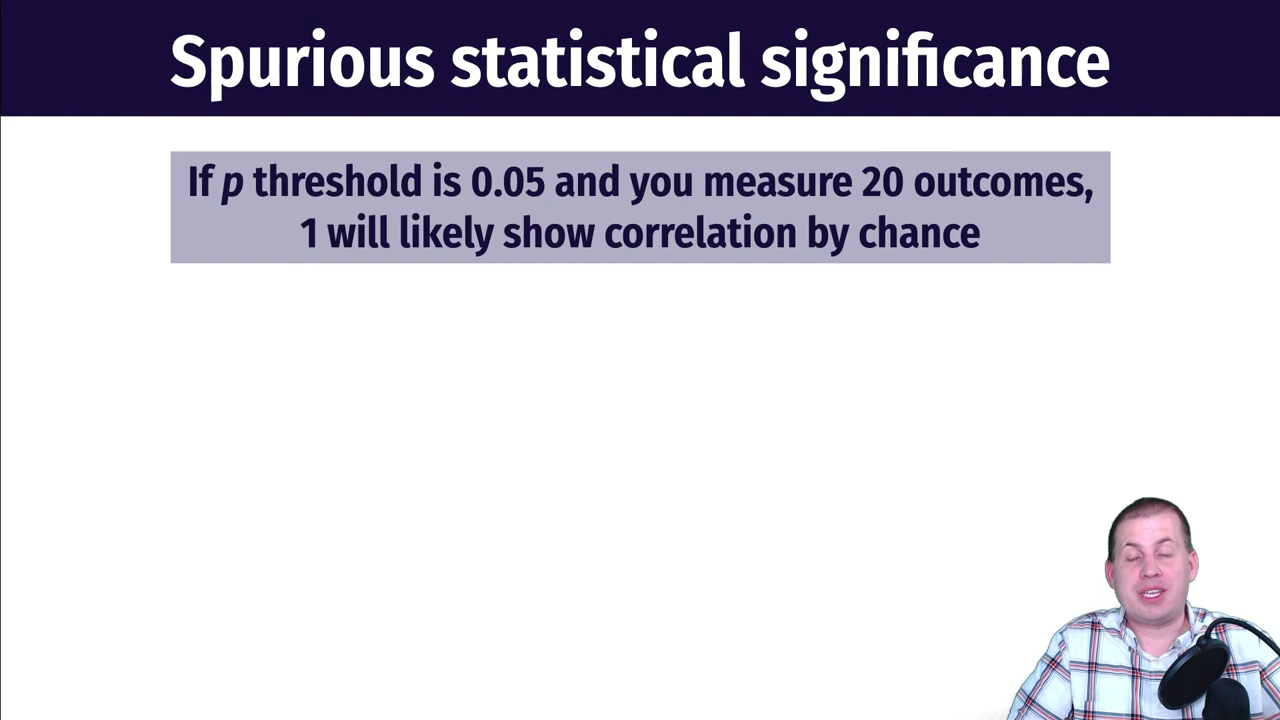 Spurious statistical significance
If p threshold is 0.05 and you measure 20 outcomes,
1 will likely show correlation by chance